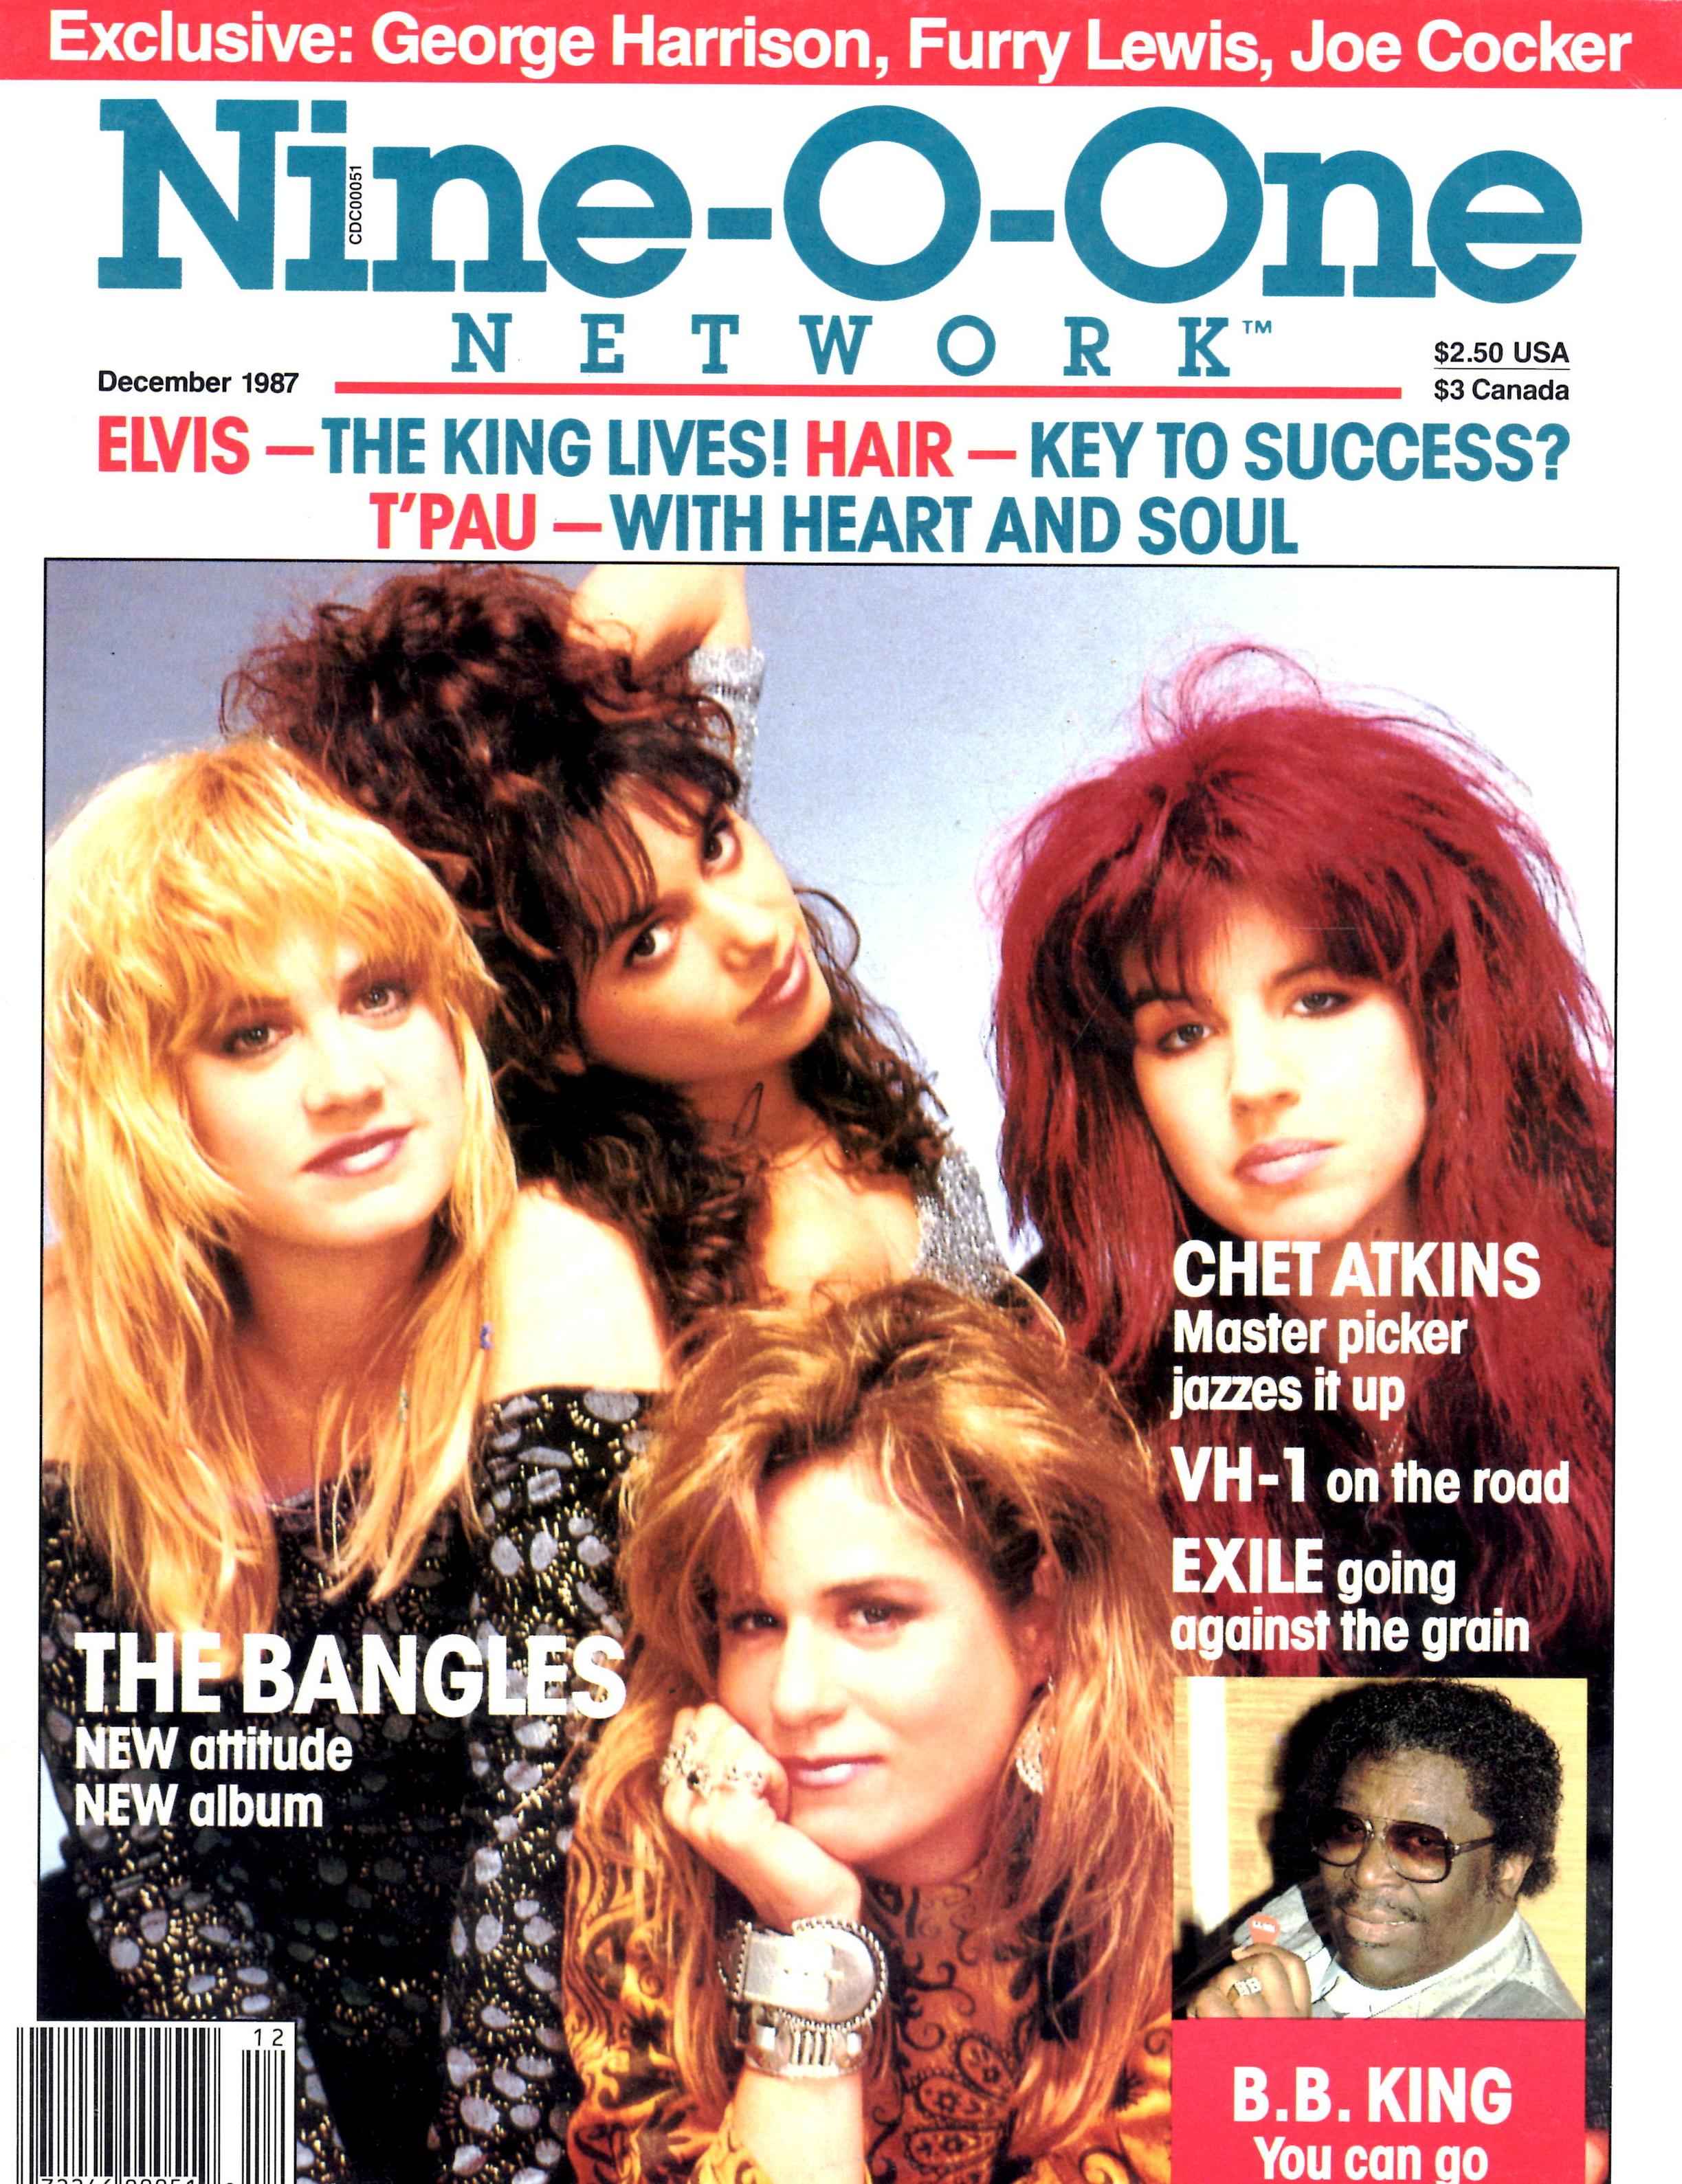 Exclusive: George Harrison, Furry Lewis, Joe Cocker
Nine-O-One
CDC00051
NETWORK™
December 1987
$2.50 USA
$3 Canada
ELVIS — THE KING LIVES! HAIR — KEY TO SUCCESS?
T'PAU — WITH HEART AND SOUL
CHET ATKINS
Master picker
jazzes it up
VH-1 on the road
EXILE going
against the grain
THE BANGLES
NEW attitude
NEW album
12
B.B. KING
You can go